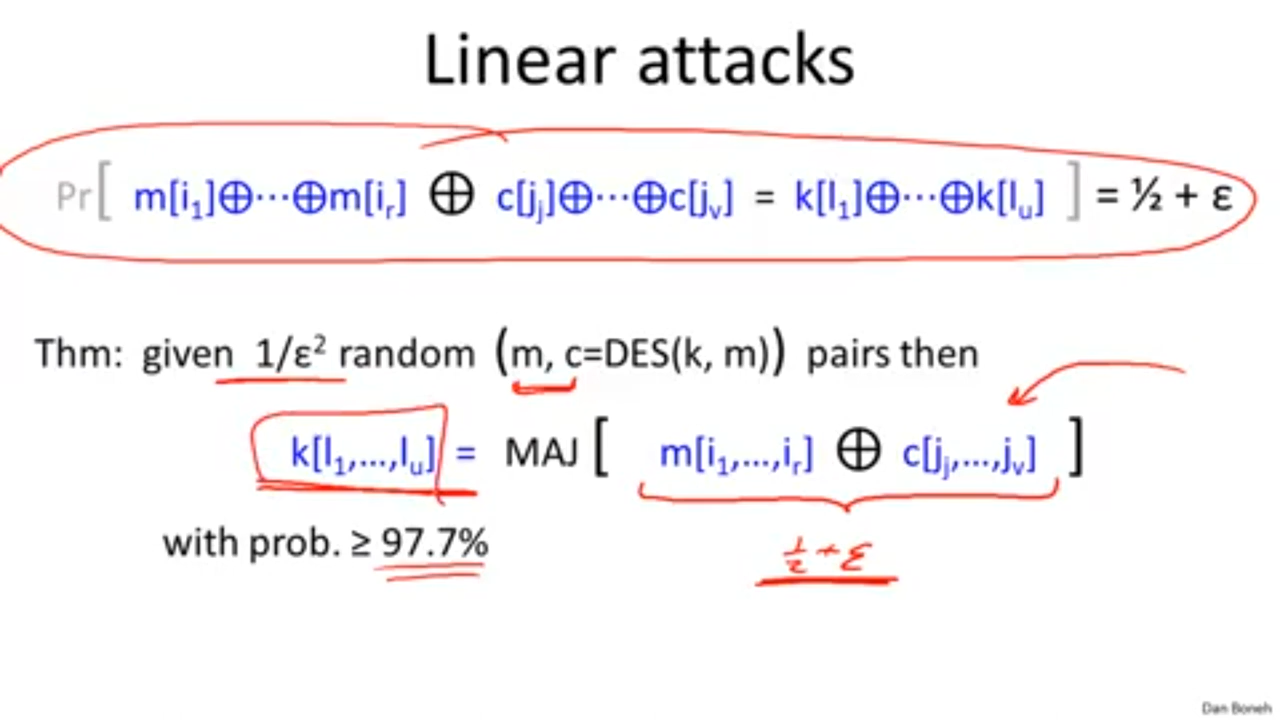 Linear attacks
Pr[ m[i₁]⊕⋯⊕m[iᵣ] ⊕ c[jⱼ]⊕⋯⊕c[jᵥ] = k[l₁]⊕⋯⊕k[lᵤ] ] = ½ + ε
Thm: given 1/ε² random (m, c=DES(k, m)) pairs then
k[l₁,...,lᵤ] = MAJ [ m[i₁,...,iᵣ] ⊕ c[jⱼ,...,jᵥ] ]
with prob. ≥ 97.7%
½ + ε
Dan Boneh